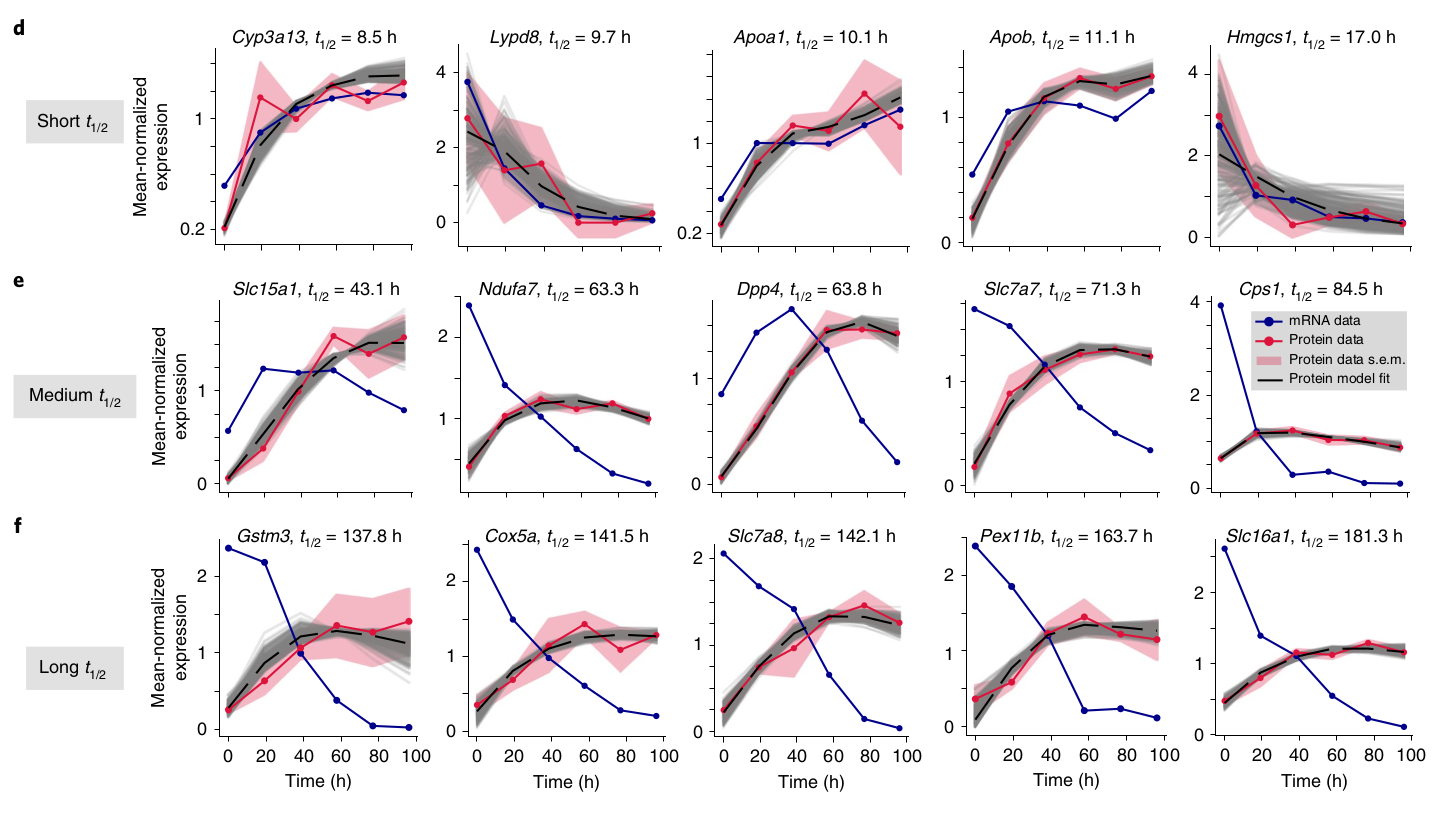 d
Cyp3a13, t1/2 = 8.5 h
Lypd8, t1/2 = 9.7 h
Apoa1, t1/2 = 10.1 h
Apob, t1/2 = 11.1 h
Hmgcs1, t1/2 = 17.0 h
Short t1/2
Mean-normalized
expression
1
0.2
4
2
0
1
0.2
1
0
4
2
0
e
Slc15a1, t1/2 = 43.1 h
Ndufa7, t1/2 = 63.3 h
Dpp4, t1/2 = 63.8 h
Slc7a7, t1/2 = 71.3 h
Cps1, t1/2 = 84.5 h
Medium t1/2
Mean-normalized
expression
1
0
2
1
1
0
1
0
4
2
0
mRNA data
Protein data
Protein data s.e.m.
Protein model fit
f
Gstm3, t1/2 = 137.8 h
Cox5a, t1/2 = 141.5 h
Slc7a8, t1/2 = 142.1 h
Pex11b, t1/2 = 163.7 h
Slc16a1, t1/2 = 181.3 h
Long t1/2
Mean-normalized
expression
2
1
0
2
1
0
2
1
0
2
1
0
2
1
0
0 20 40 60 80 100
0 20 40 60 80 100
0 20 40 60 80 100
0 20 40 60 80 100
0 20 40 60 80 100
Time (h)
Time (h)
Time (h)
Time (h)
Time (h)